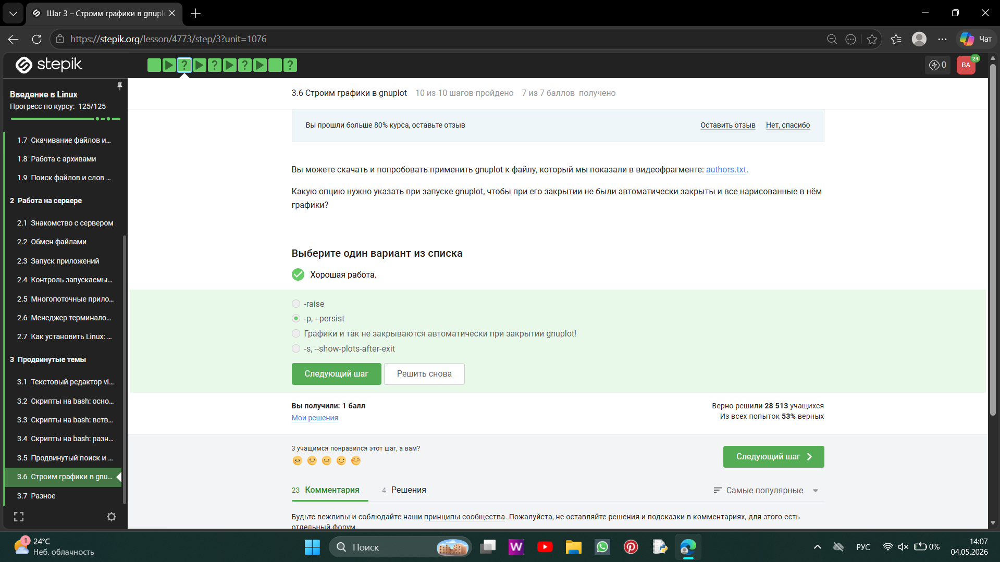 Шаг 3 – Строим графики в gnuplo
https://stepik.org/lesson/4773/step/3?unit=1076
Чат
stepik
0
ВА
24
Введение в Linux
Прогресс по курсу: 125/125
1.7 Скачивание файлов и...
1.8 Работа с архивами
1.9 Поиск файлов и слов ...
2 Работа на сервере
2.1 Знакомство с сервером
2.2 Обмен файлами
2.3 Запуск приложений
2.4 Контроль запускаемы...
2.5 Многопоточные прило...
2.6 Менеджер терминало...
2.7 Как установить Linux: ...
3 Продвинутые темы
3.1 Текстовый редактор vi...
3.2 Скрипты на bash: осно...
3.3 Скрипты на bash: ветв...
3.4 Скрипты на bash: разн...
3.5 Продвинутый поиск и ...
3.6 Строим графики в gnu...
3.7 Разное
3.6 Строим графики в gnuplot 10 из 10 шагов пройдено 7 из 7 баллов получено
Вы прошли больше 80% курса, оставьте отзыв
Оставить отзыв Нет, спасибо
Вы можете скачать и попробовать применить gnuplot к файлу, который мы показали в видеофрагменте: authors.txt.
Какую опцию нужно указать при запуске gnuplot, чтобы при его закрытии не были автоматически закрыты и все нарисованные в нём
графики?
Выберите один вариант из списка
Хорошая работа.
-raise
-p, --persist
Графики и так не закрываются автоматически при закрытии gnuplot!
-s, --show-plots-after-exit
Следующий шаг Решить снова
Вы получили: 1 балл
Мои решения
Верно решили 28 513 учащихся
Из всех попыток 53% верных
3 учащимся понравился этот шаг, а вам?
Следующий шаг
23 Комментария 4 Решения
Самые популярные
Будьте вежливы и соблюдайте наши принципы сообщества. Пожалуйста, не оставляйте решения и подсказки в комментариях, для этого есть
отдельный форум.
1
24°C
Неб. облачность
Поиск
W
РУС
0%
14:07
04.05.2026